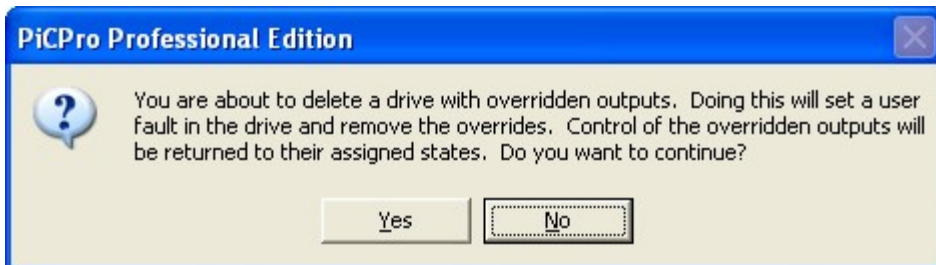 PiCPro Professional Edition
You are about to delete a drive with overridden outputs. Doing this will set a user
fault in the drive and remove the overrides. Control of the overridden outputs will
be returned to their assigned states. Do you want to continue?
Yes
No